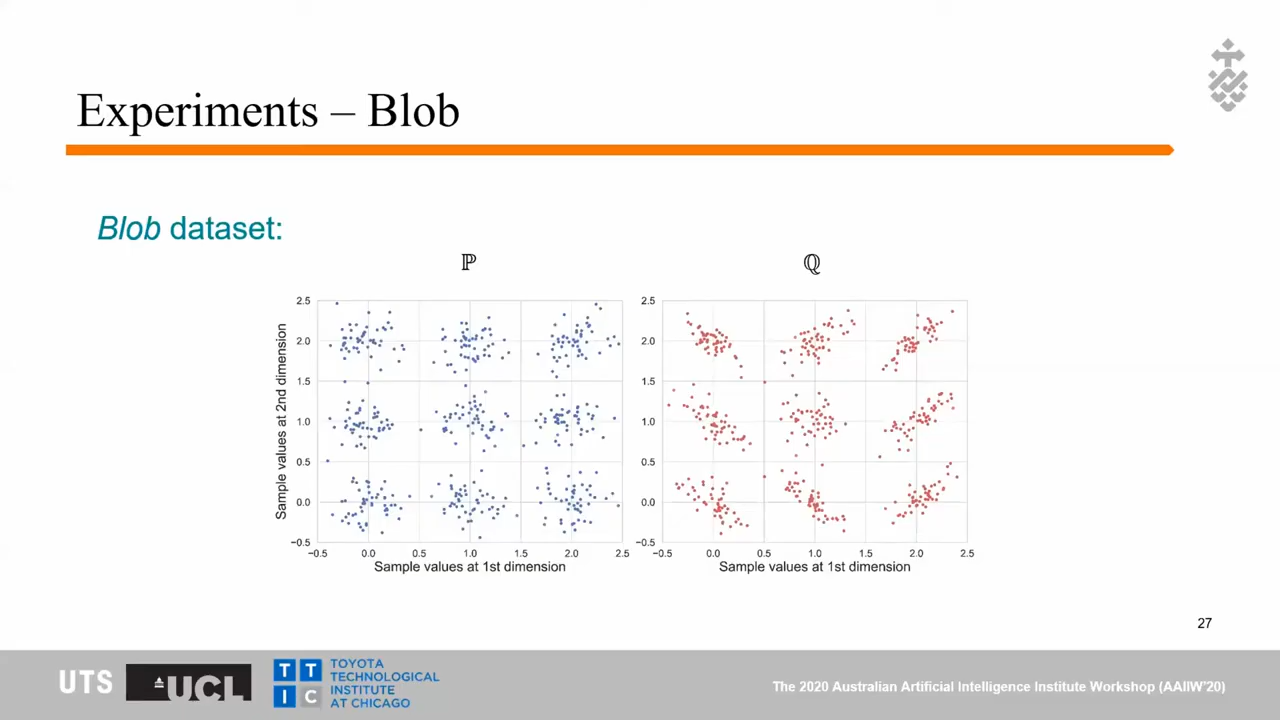 Experiments – Blob
Blob dataset:
ℙ
ℚ
2.5
2.0
1.5
1.0
0.5
0.0
−0.5
−0.5
0.0
0.5
1.0
1.5
2.0
2.5
Sample values at 2nd dimension
Sample values at 1st dimension
2.5
2.0
1.5
1.0
0.5
0.0
−0.5
−0.5
0.0
0.5
1.0
1.5
2.0
2.5
Sample values at 1st dimension
27
UTS
UCL
T T
I C
TOYOTA
TECHNOLOGICAL
INSTITUTE
AT CHICAGO
The 2020 Australian Artificial Intelligence Institute Workshop (AAIIW'20)